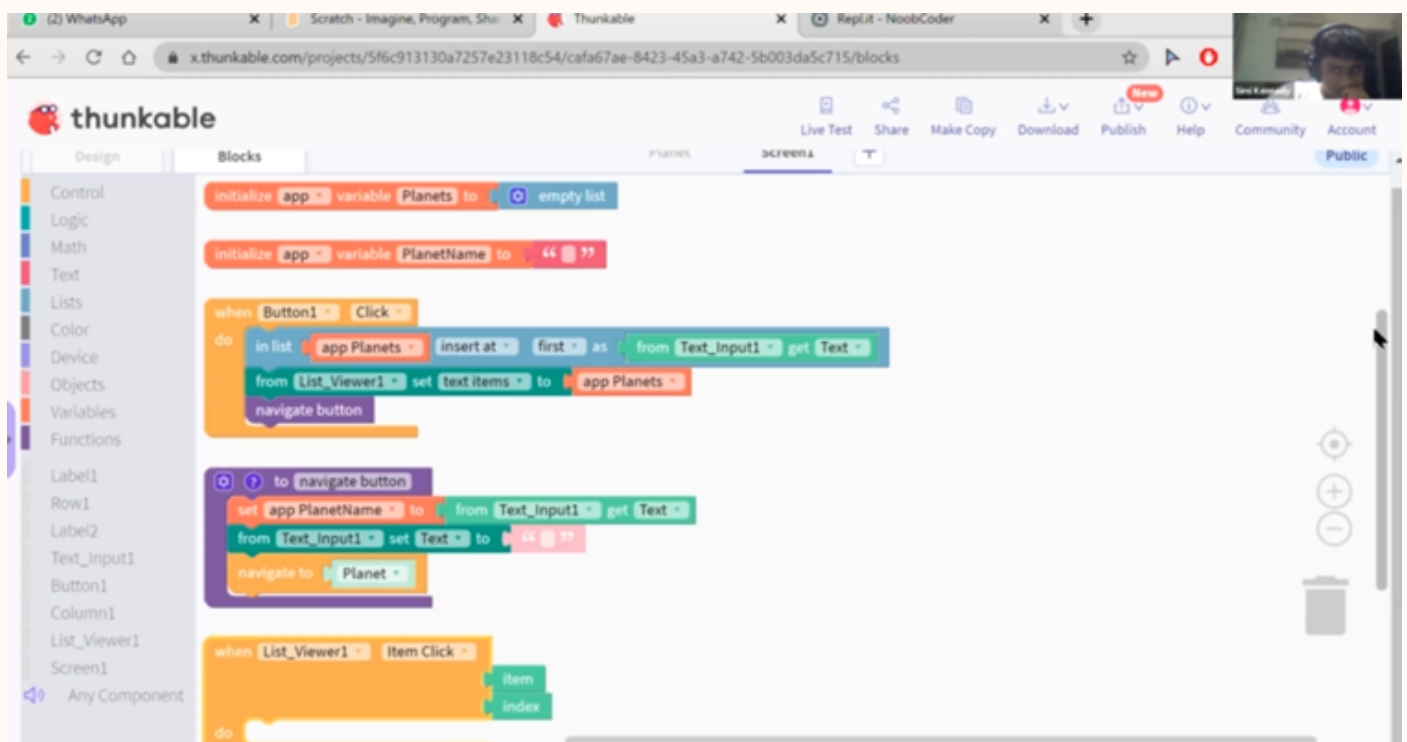 (2) WhatsApp X Scratch - Imagine, Program, Shar X Thunkable X Repl.it - NoobCoder X +
x.thunkable.com/projects/5f6c913130a7257e23118c54/cafa67ae-8423-45a3-a742-5b003da5c715/blocks
thunkable
New
Live Test Share Make Copy Download Publish Help Community Account
Design Blocks Planet Screen1 + Public
Control
Logic
Math
Text
Lists
Color
Device
Objects
Variables
Functions
Label1
Row1
Label2
Text_Input1
Button1
Column1
List_Viewer1
Screen1
Any Component
initialize app variable Planets to empty list
initialize app variable PlanetName to “ ”
when Button1 Click
do in list app Planets insert at first as from Text_Input1 get Text
from List_Viewer1 set text items to app Planets
navigate button
? to navigate button
set app PlanetName to from Text_Input1 get Text
from Text_Input1 set Text to “ ”
navigate to Planet
when List_Viewer1 Item Click
item
index
do